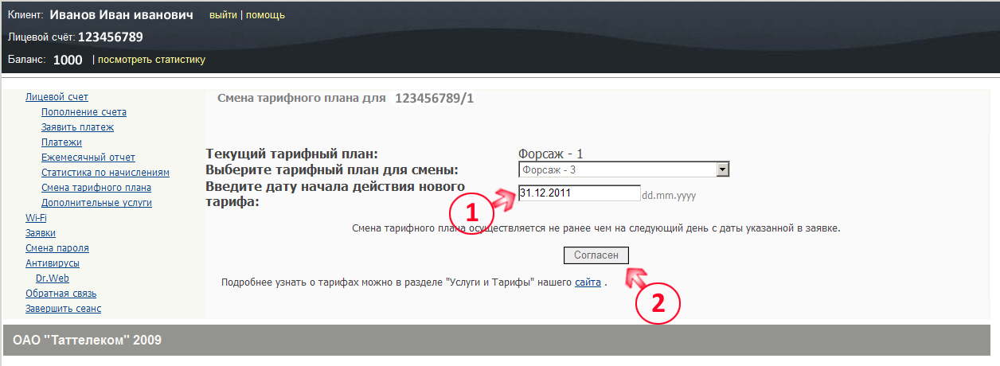 Клиент: Иванов Иван иванович выйти | помощь
Лицевой счёт: 123456789
Баланс: 1000 | посмотреть статистику
Лицевой счет
Пополнение счета
Заявить платеж
Платежи
Ежемесячный отчет
Статистика по начислениям
Смена тарифного плана
Дополнительные услуги
Wi-Fi
Заявки
Смена пароля
Антивирусы
Dr.Web
Обратная связь
Завершить сеанс
Смена тарифного плана для 123456789/1
Текущий тарифный план: Форсаж - 1
Выберите тарифный план для смены: Форсаж - 3
Введите дату начала действия нового
тарифа: 31.12.2011 dd.mm.yyyy
1
Смена тарифного плана осуществляется не ранее чем на следующий день с даты указанной в заявке.
Согласен
2
Подробнее узнать о тарифах можно в разделе "Услуги и Тарифы" нашего сайта .
ОАО "Таттелеком" 2009